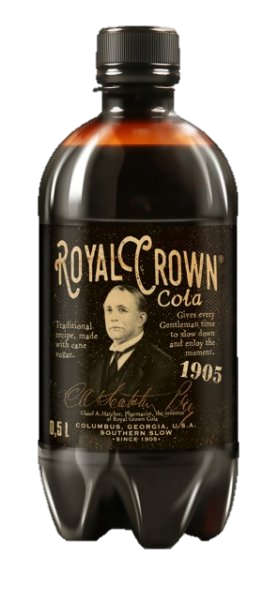 ROYAL CROWN®
Cola
Traditional
recipe, made
with cane
sugar.
Gives every
Gentleman time
to slow down
and enjoy the
moment.
1905
Claud A. Hatcher, Pharmacist, the inventor
of Royal Crown Cola
0,5 L
COLUMBUS, GEORGIA, U.S.A.
SOUTHERN SLOW
•SINCE 1905•